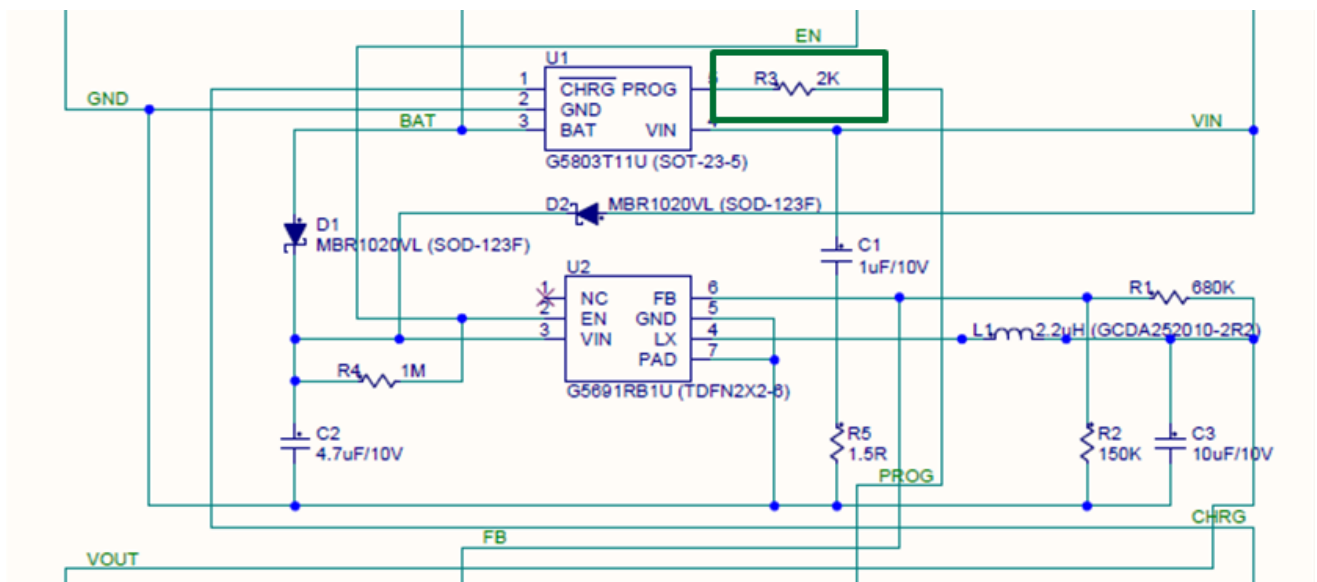 EN
U1
1 CHRG PROG 5 R3 2K
GND 2 GND
BAT 3 BAT VIN 4 VIN
G5803T11U (SOT-23-5)
D2 MBR1020VL (SOD-123F)
D1
MBR1020VL (SOD-123F)
C1
1uF/10V
U2
1 NC FB 6 R1 680K
2 EN GND 5
3 VIN LX 4 L1 2.2uH (GCDA252010-2R2)
PAD 7
R4 1M
G5691RB1U (TDFN2X2-6)
C2
4.7uF/10V
R5
1.5R
R2
150K
C3
10uF/10V
PROG
CHRG
FB
VOUT